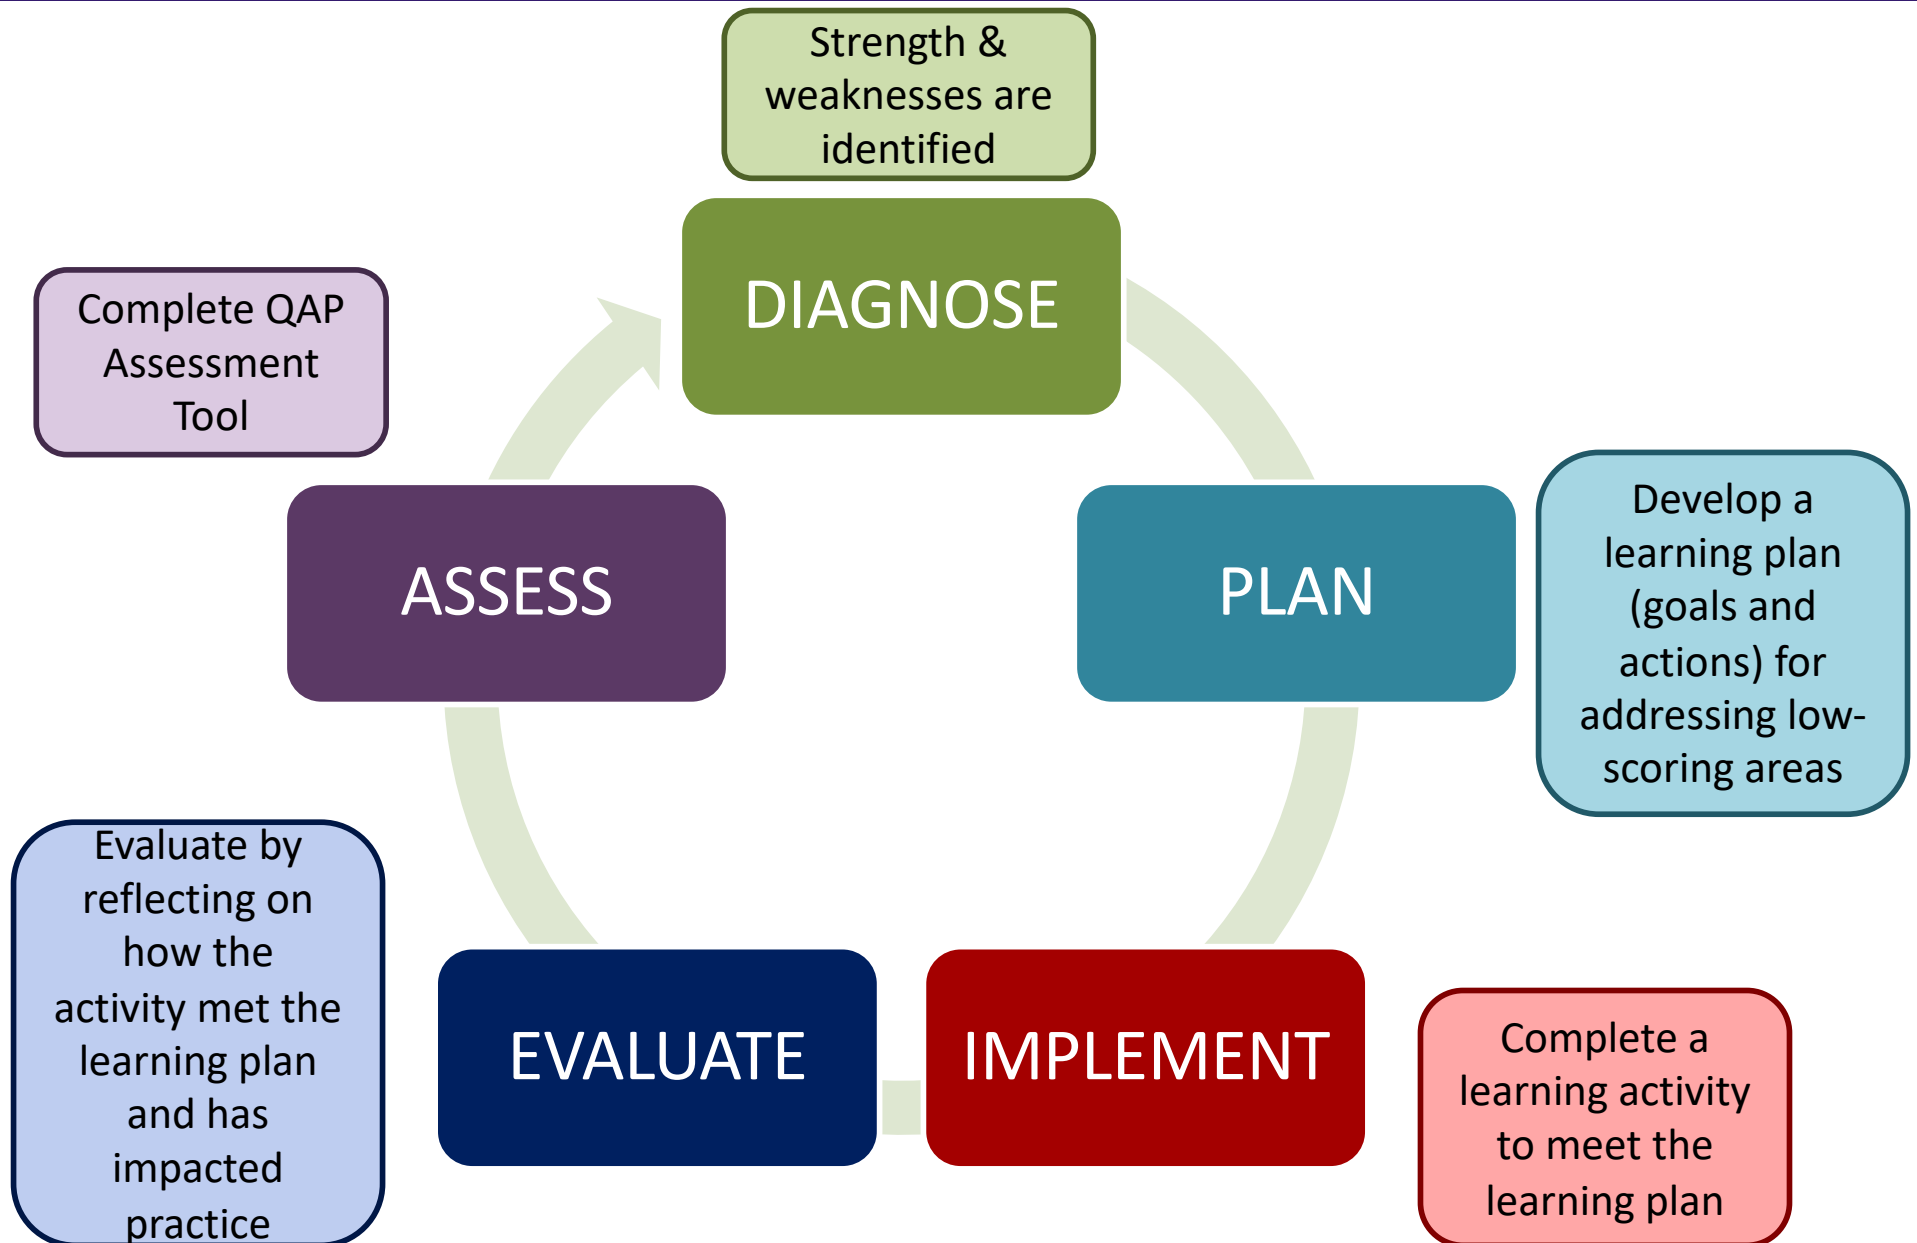 Strength &
weaknesses are
identified
DIAGNOSE
Complete QAP
Assessment
Tool
ASSESS
PLAN
Develop a
learning plan
(goals and
actions) for
addressing low-
scoring areas
Evaluate by
reflecting on
how the
activity met the
learning plan
and has
impacted
practice
EVALUATE
IMPLEMENT
Complete a
learning activity
to meet the
learning plan